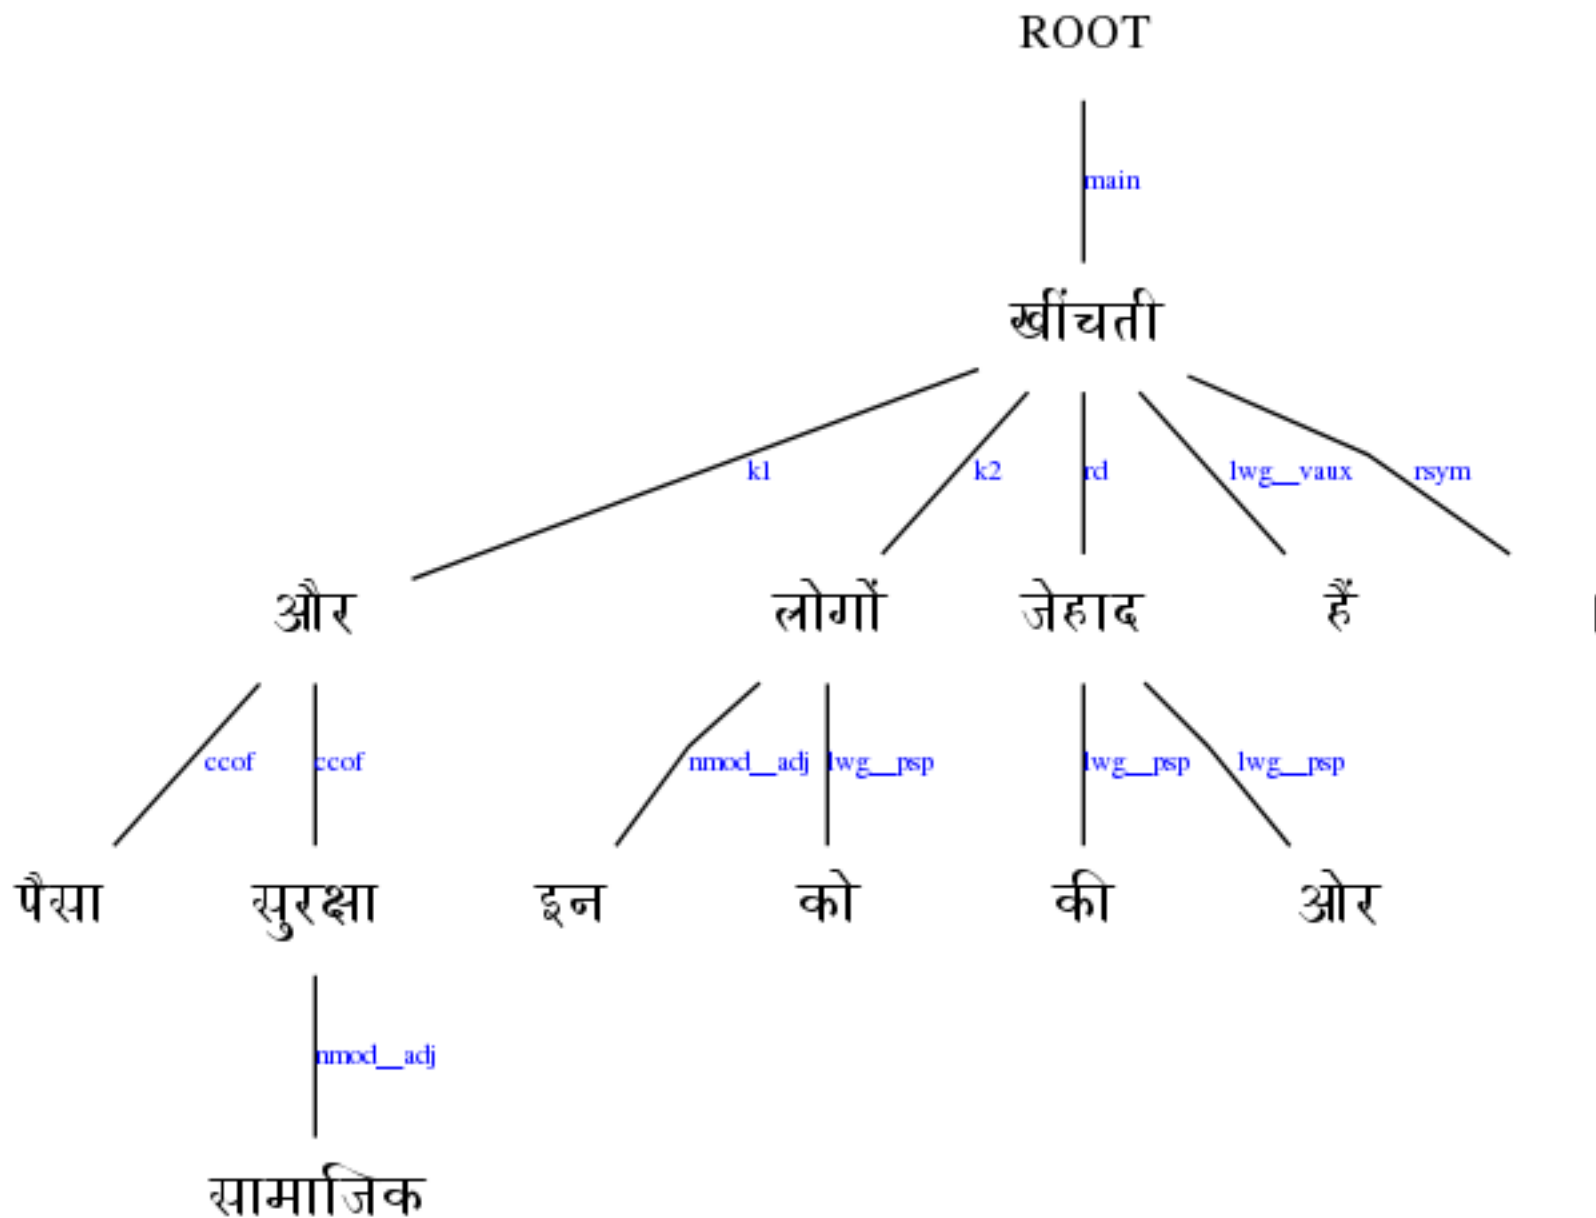 ROOT
main
खींचती
k1 k2 rd lwg__vaux rsym
और लोगों जेहाद हैं ।
ccof ccof nmod__adj lwg__psp lwg__psp lwg__psp
पैसा सुरक्षा इन को की ओर
nmod__adj
सामाजिक